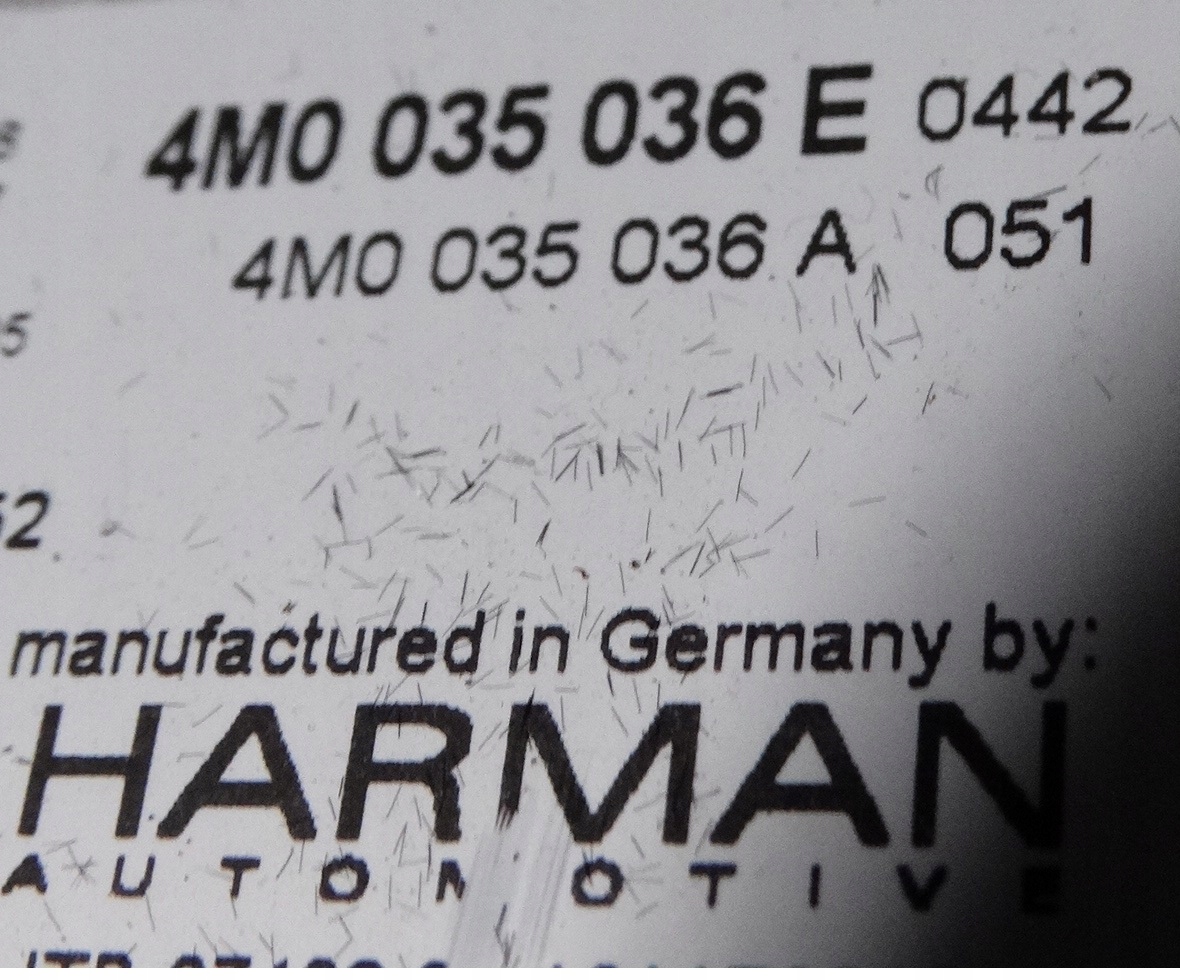 4M0 035 036 E 0442
4M0 035 036 A 051
manufactured in Germany by:
HARMAN
AUTOMOTIVE